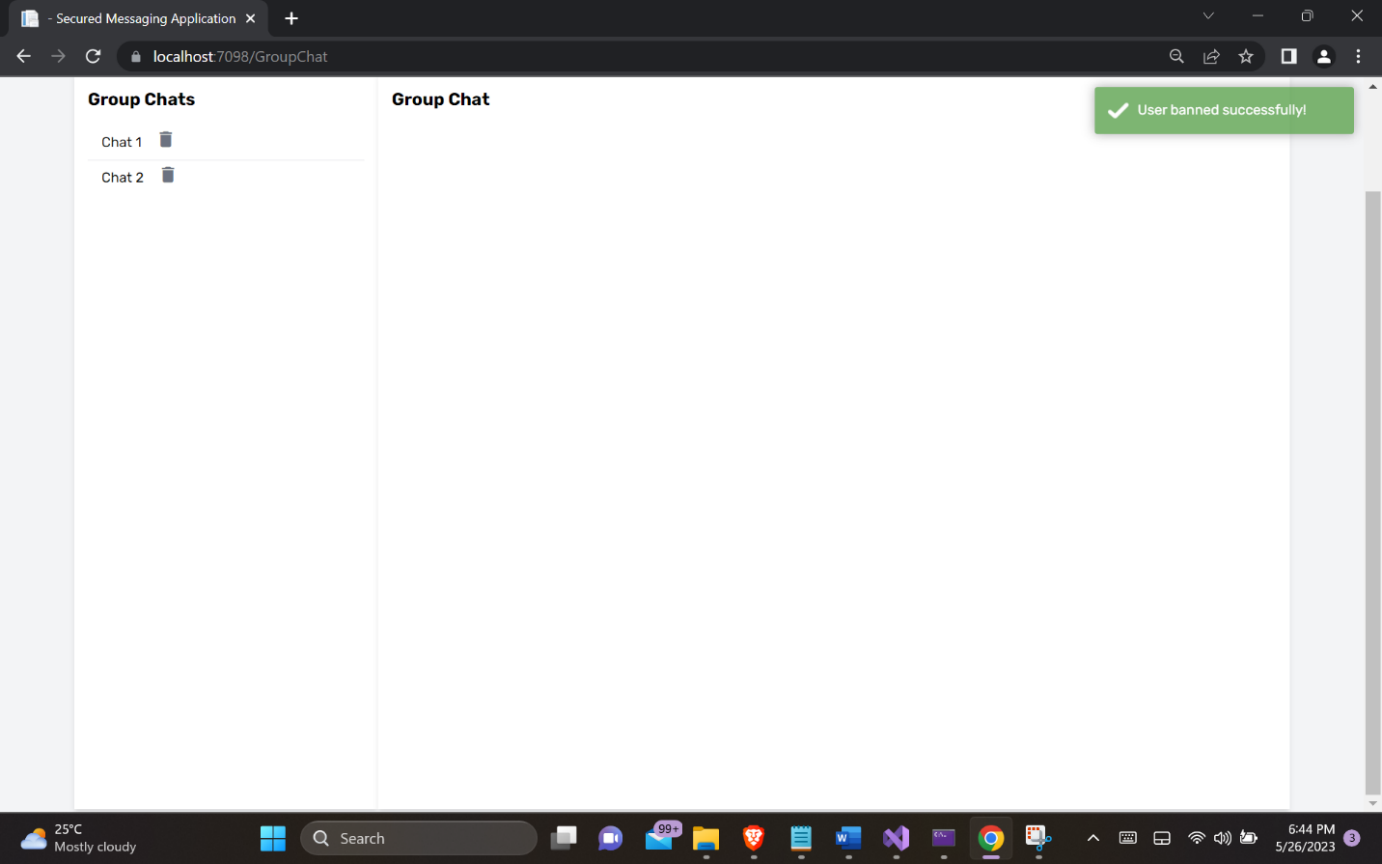 - Secured Messaging Application
localhost:7098/GroupChat
Group Chats
Group Chat
User banned successfully!
Chat 1
Chat 2
25°C
Mostly cloudy
Search
99+
6:44 PM
5/26/2023
3